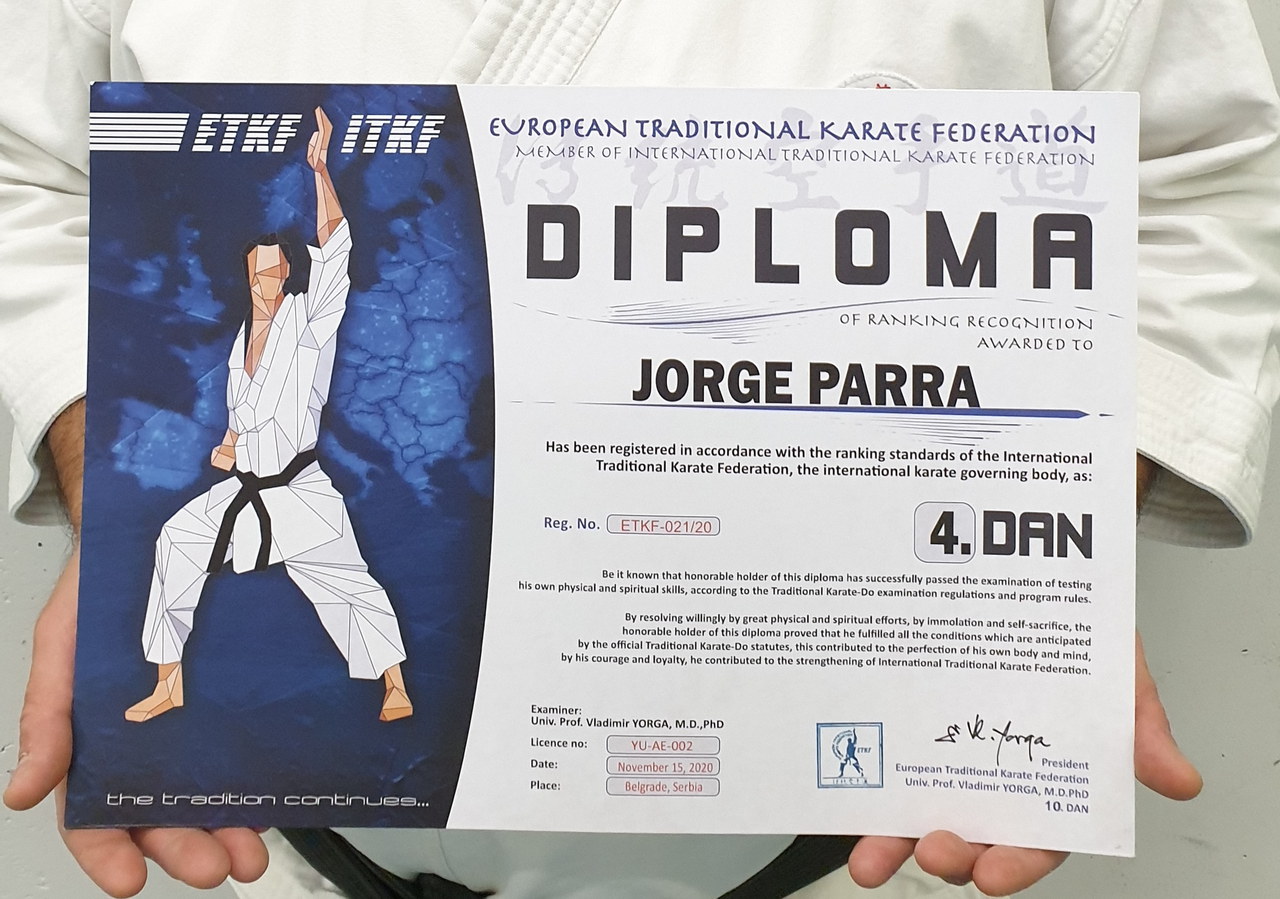 ETKF ITKF
EUROPEAN TRADITIONAL KARATE FEDERATION
MEMBER OF INTERNATIONAL TRADITIONAL KARATE FEDERATION
伝統空手道
DIPLOMA
OF RANKING RECOGNITION
AWARDED TO
JORGE PARRA
Has been registered in accordance with the ranking standards of the International
Traditional Karate Federation, the international karate governing body, as:
Reg. No. ETKF-021/20
4. DAN
Be it known that honorable holder of this diploma has successfully passed the examination of testing
his own physical and spiritual skills, according to the Traditional Karate-Do examination regulations and program rules.
By resolving willingly by great physical and spiritual efforts, by immolation and self-sacrifice, the
honorable holder of this diploma proved that he fulfilled all the conditions which are anticipated
by the official Traditional Karate-Do statutes, this contributed to the perfection of his own body and mind,
by his courage and loyalty, he contributed to the strengthening of International Traditional Karate Federation.
Examiner:
Univ. Prof. Vladimir YORGA, M.D.,PhD
Licence no: YU-AE-002
Date: November 15, 2020
Place: Belgrade, Serbia
ETKF
V. Yorga
President
European Traditional Karate Federation
Univ. Prof. Vladimir YORGA, M.D.PhD
10. DAN
the tradition continues...